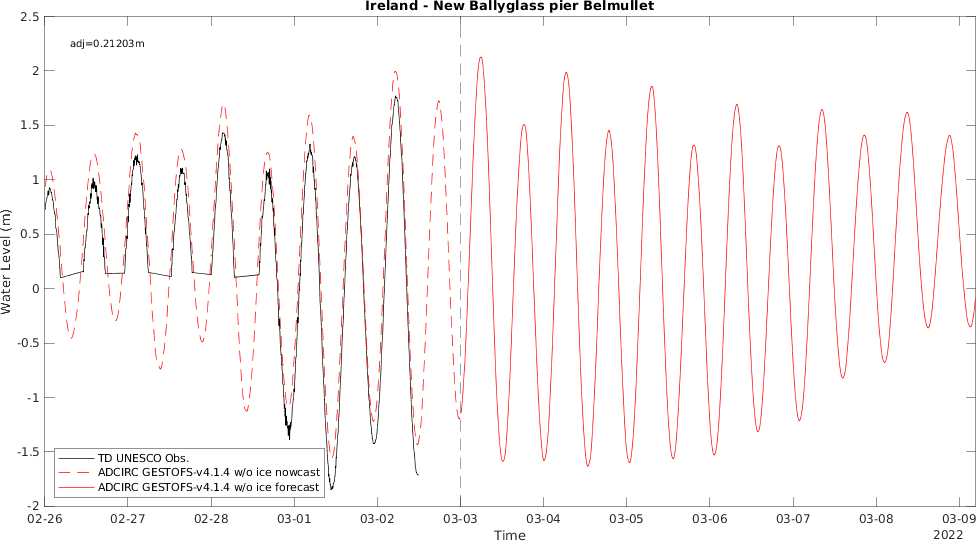 Ireland - New Ballyglass pier Belmullet
adj=0.21203m
2.5
2
1.5
1
0.5
0
-0.5
-1
-1.5
-2
Water Level (m)
TD UNESCO Obs.
ADCIRC GESTOFS-v4.1.4 w/o ice nowcast
ADCIRC GESTOFS-v4.1.4 w/o ice forecast
02-26 02-27 02-28 03-01 03-02 03-03 03-04 03-05 03-06 03-07 03-08 03-09
Time
2022